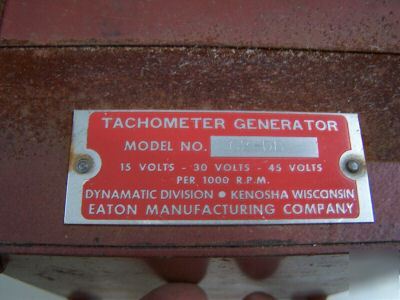 TACHOMETER GENERATOR
MODEL NO.
15 VOLTS - 30 VOLTS - 45 VOLTS
PER 1000 R.P.M.
DYNAMATIC DIVISION • KENOSHA WISCONSIN
EATON MANUFACTURING COMPANY